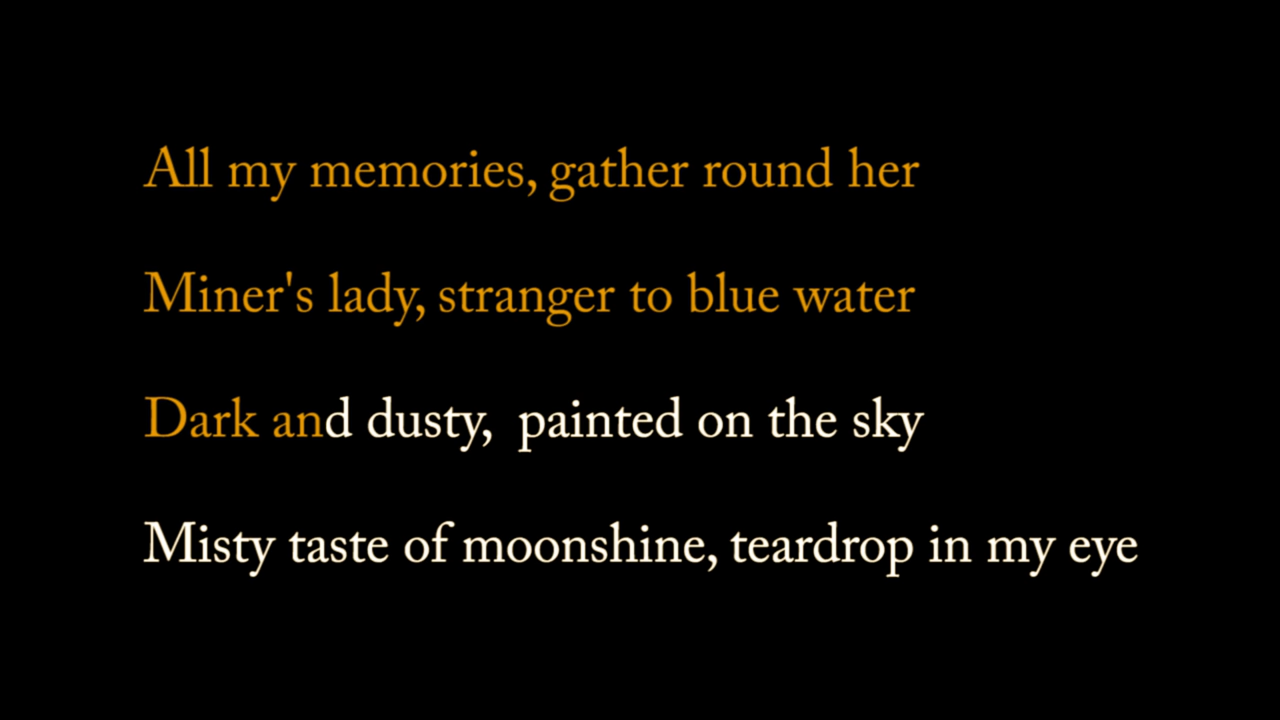 All my memories, gather round her
Miner's lady, stranger to blue water
Dark and dusty,  painted on the sky
Misty taste of moonshine, teardrop in my eye